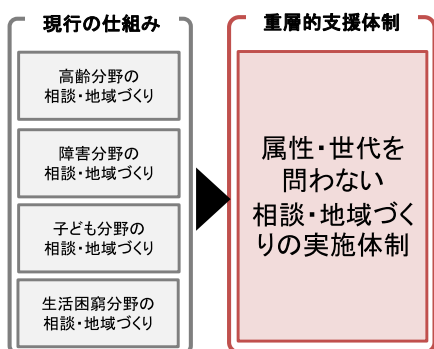 現行の仕組み
高齢分野の
相談・地域づくり
障害分野の
相談・地域づくり
子ども分野の
相談・地域づくり
生活困窮分野の
相談・地域づくり
重層的支援体制
属性・世代を
問わない
相談・地域づく
りの実施体制